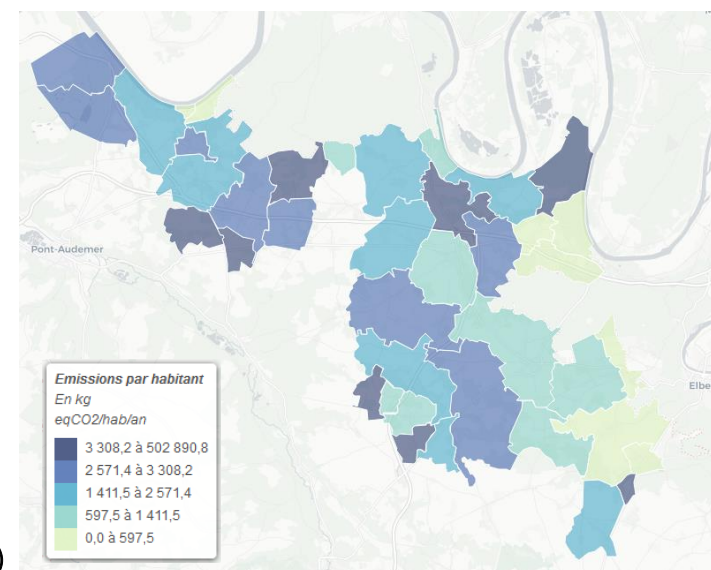 Pont-Audemer
Elbe
Emissions par habitant
En kg
eqCO2/hab/an
3 308,2 à 502 890,8
2 571,4 à 3 308,2
1 411,5 à 2 571,4
597,5 à 1 411,5
0,0 à 597,5
)